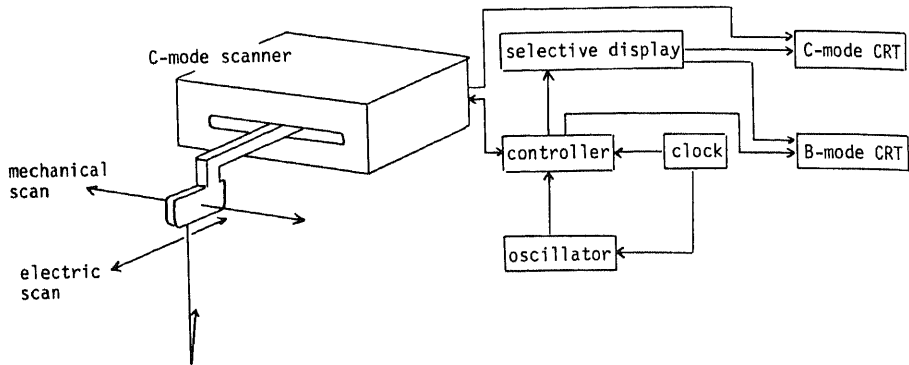 C-mode scanner
selective display
C-mode CRT
controller
clock
B-mode CRT
mechanical
scan
oscillator
electric
scan